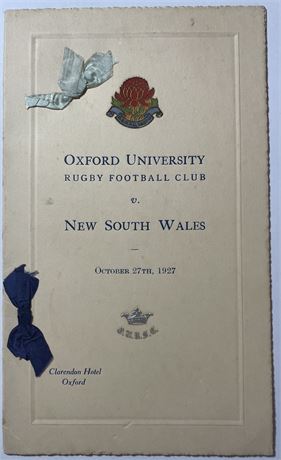 OXFORD UNIVERSITY
RUGBY FOOTBALL CLUB
v.
NEW SOUTH WALES
—
OCTOBER 27TH, 1927
O.U.R.F.C.
Clarendon Hotel
Oxford